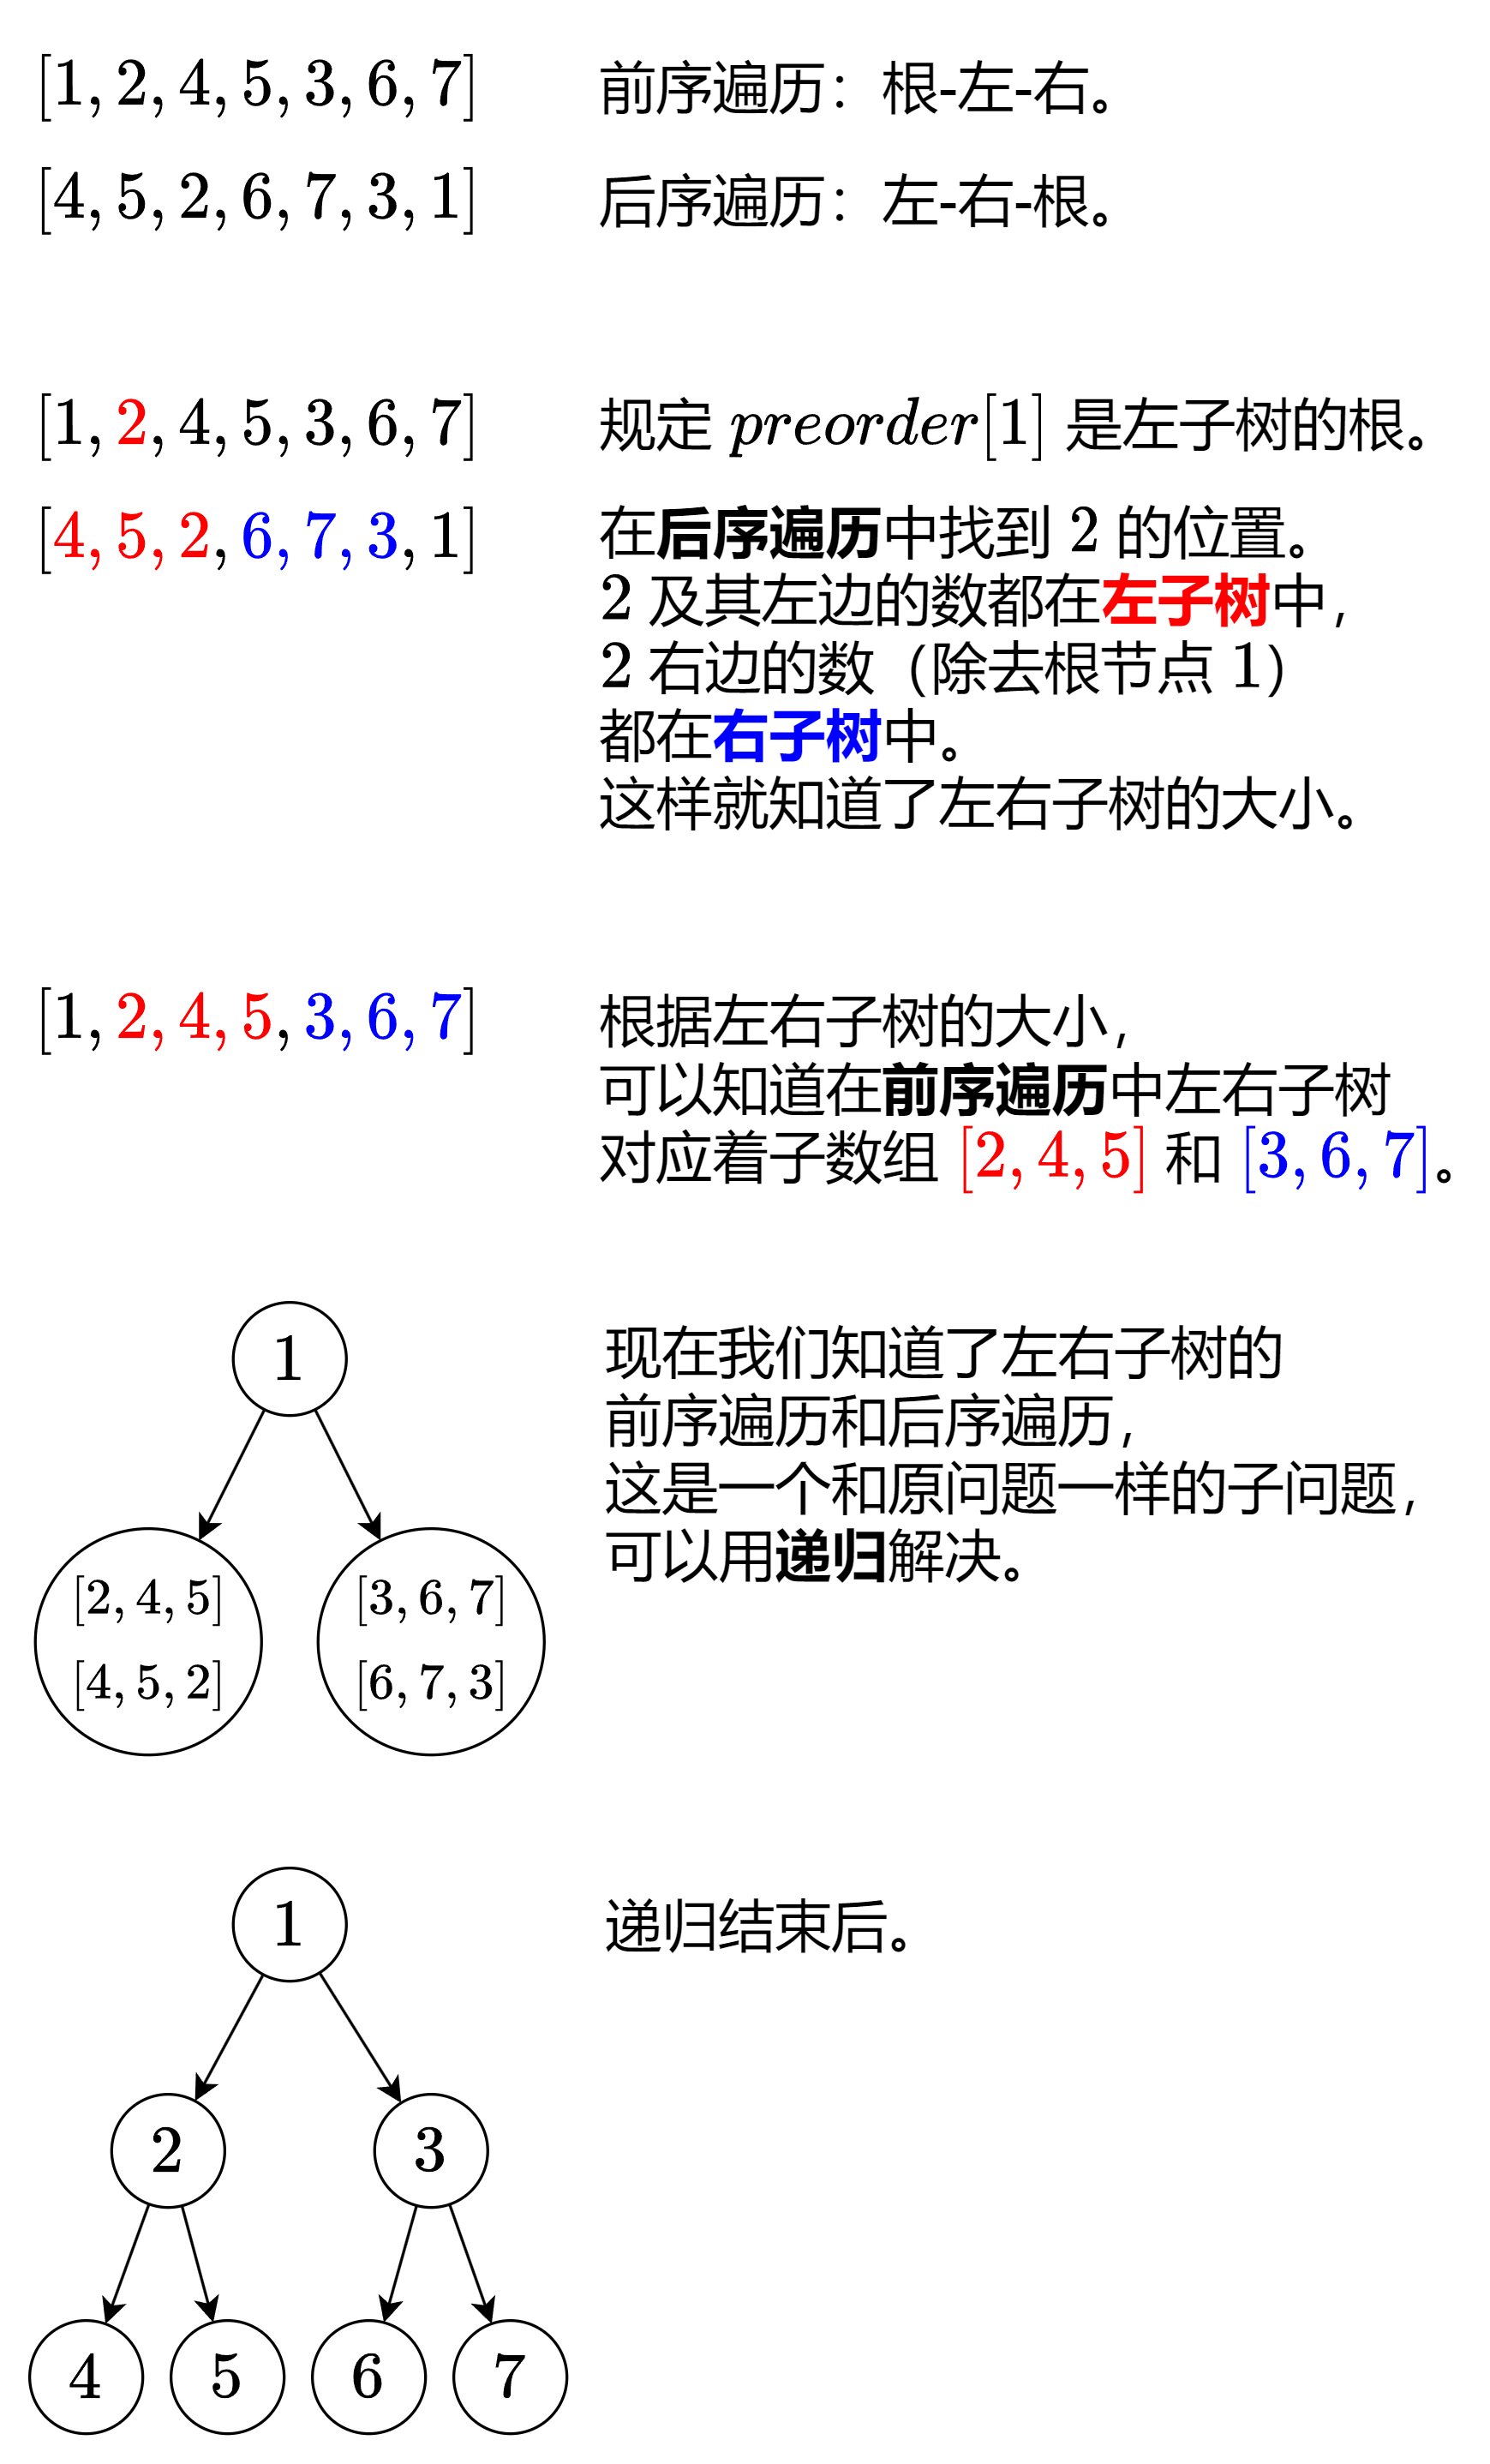 [1, 2, 4, 5, 3, 6, 7] 前序遍历：根-左-右。
[4, 5, 2, 6, 7, 3, 1] 后序遍历：左-右-根。
[1, 2, 4, 5, 3, 6, 7] 规定 preorder[1] 是左子树的根。
[4, 5, 2, 6, 7, 3, 1] 在后序遍历中找到 2 的位置。
2 及其左边的数都在左子树中，
2 右边的数（除去根节点 1）
都在右子树中。
这样就知道了左右子树的大小。
[1, 2, 4, 5, 3, 6, 7] 根据左右子树的大小，
可以知道在前序遍历中左右子树
对应着子数组 [2, 4, 5] 和 [3, 6, 7]。
1
现在我们知道了左右子树的
前序遍历和后序遍历，
这是一个和原问题一样的子问题，
可以用递归解决。
[2, 4, 5] [3, 6, 7]
[4, 5, 2] [6, 7, 3]
1 递归结束后。
2 3
4 5 6 7